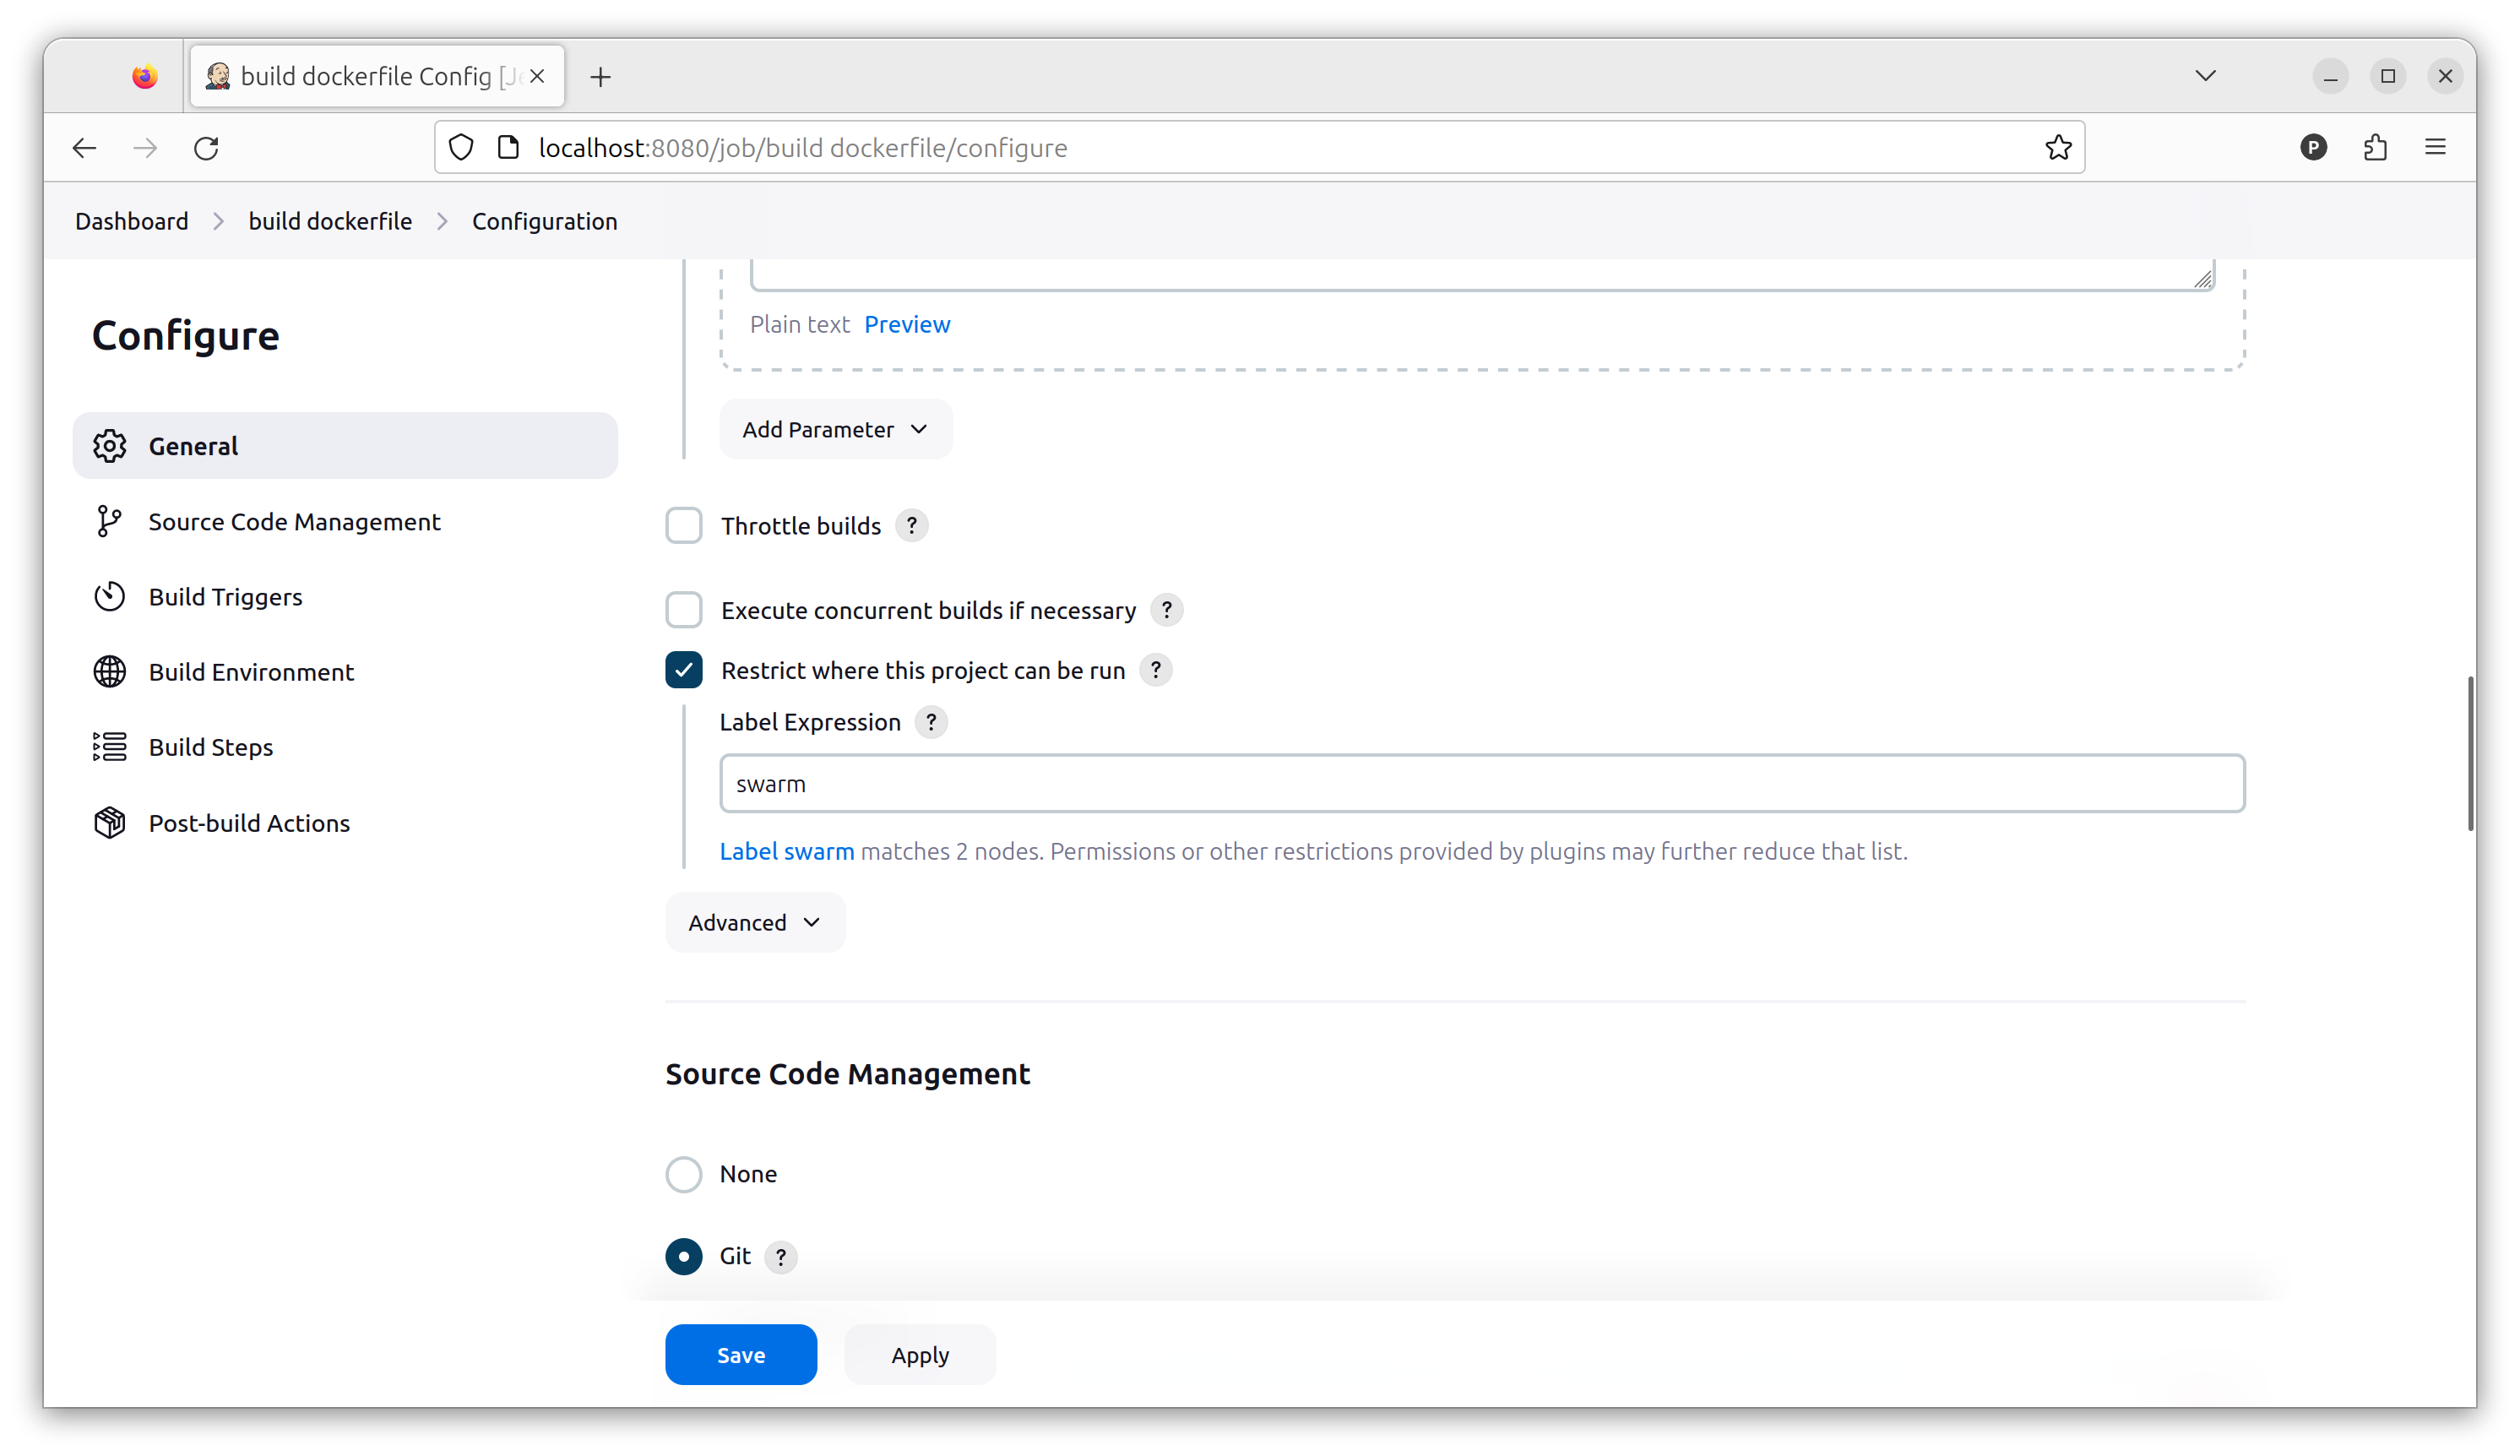 build dockerfile Config [Je
localhost:8080/job/build dockerfile/configure
P
Dashboard > build dockerfile > Configuration
Configure
General
Source Code Management
Build Triggers
Build Environment
Build Steps
Post-build Actions
Plain text Preview
Add Parameter
Throttle builds ?
Execute concurrent builds if necessary ?
Restrict where this project can be run ?
Label Expression ?
swarm
Label swarm matches 2 nodes. Permissions or other restrictions provided by plugins may further reduce that list.
Advanced
Source Code Management
None
Git ?
Save Apply